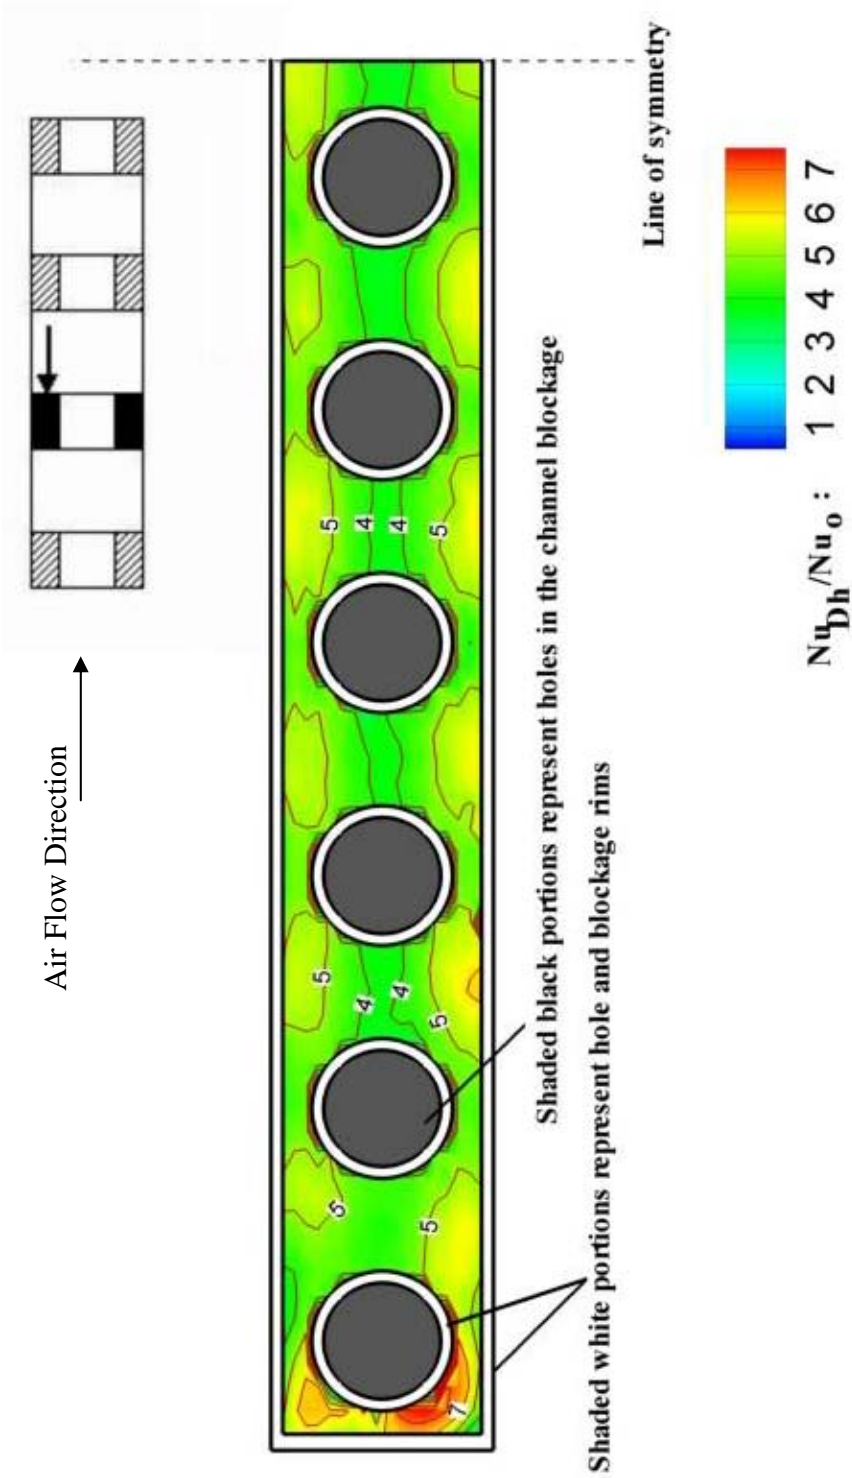 Air Flow Direction
Line of symmetry
5
4
4
5
5
4
4
5
5
5
7
Shaded black portions represent holes in the channel blockage
Shaded white portions represent hole and blockage rims
Nu_Dh/Nu_o :
1 2 3 4 5 6 7